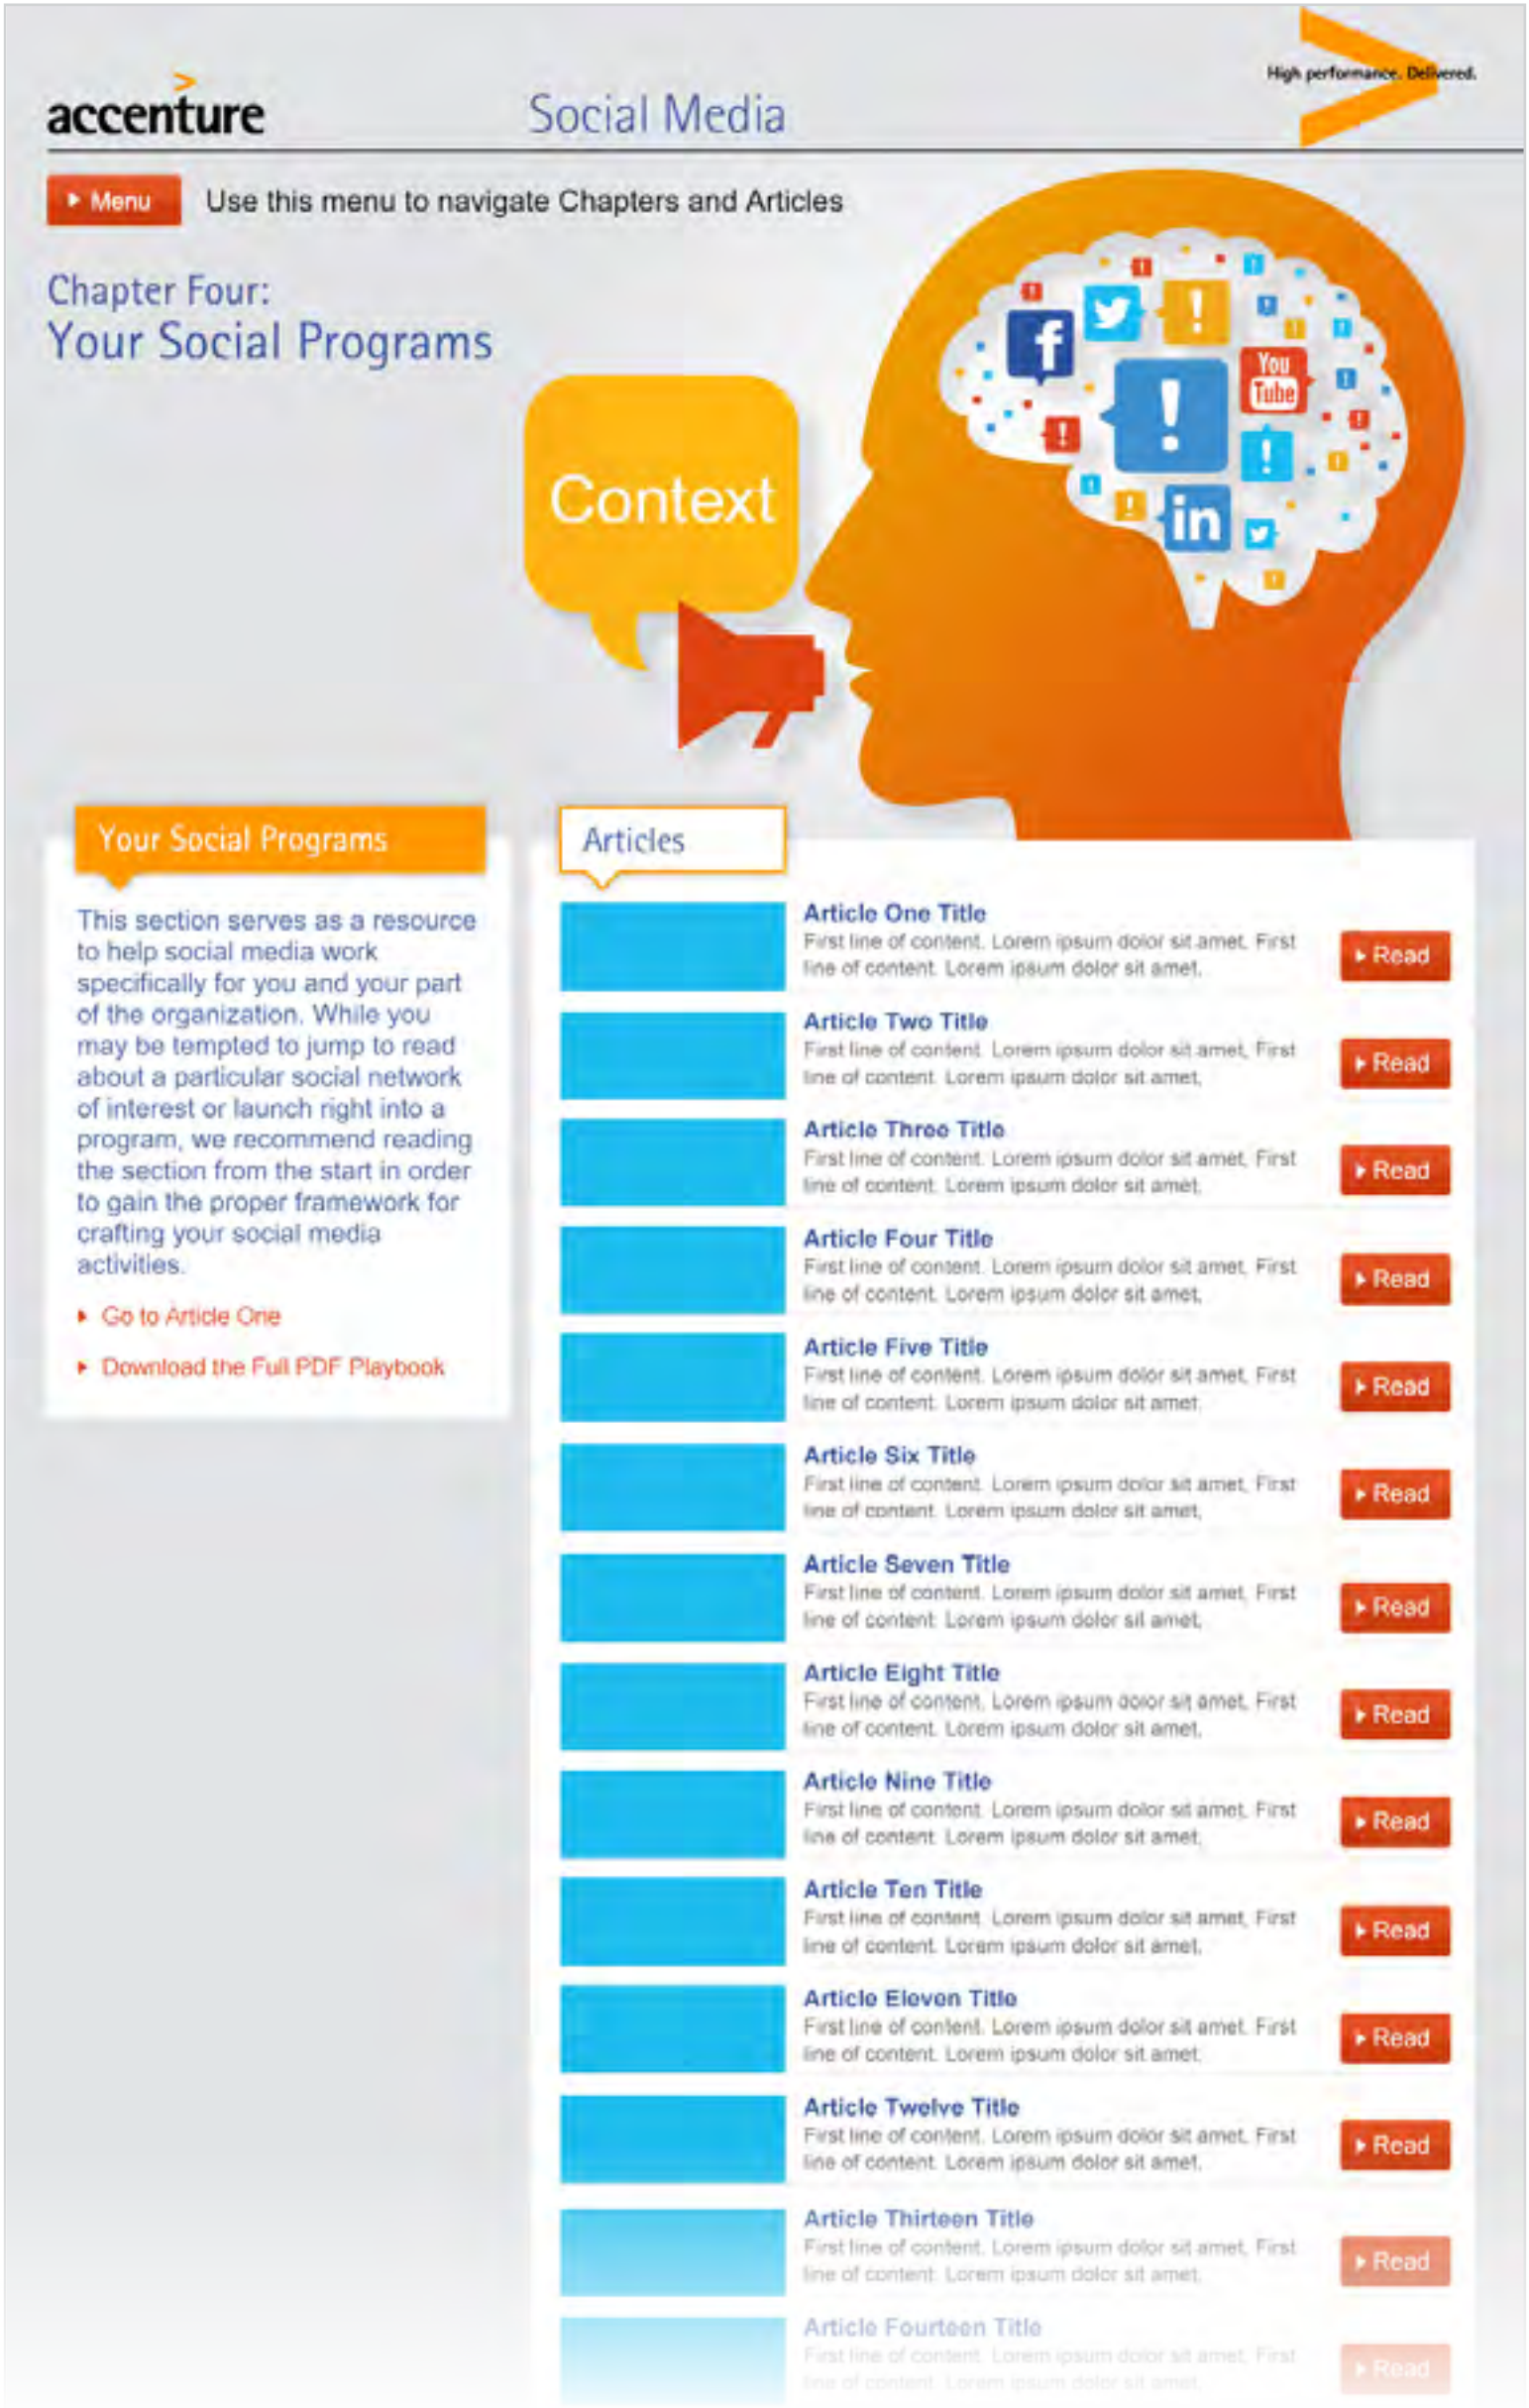 High performance. Delivered.
accenture
Social Media
Menu
Use this menu to navigate Chapters and Articles
Chapter Four:
Your Social Programs
f
!
You
Tube
!
!
!
in
Context
Your Social Programs
This section serves as a resource
to help social media work
specifically for you and your part
of the organization. While you
may be tempted to jump to read
about a particular social network
of interest or launch right into a
program, we recommend reading
the section from the start in order
to gain the proper framework for
crafting your social media
activities.
Go to Article One
Download the Full PDF Playbook
Articles
Article One Title
First line of content. Lorem ipsum dolor sit amet. First
line of content. Lorem ipsum dolor sit amet.
Read
Article Two Title
First line of content. Lorem ipsum dolor sit amet. First
line of content. Lorem ipsum dolor sit amet.
Read
Article Three Title
First line of content. Lorem ipsum dolor sit amet. First
line of content. Lorem ipsum dolor sit amet.
Read
Article Four Title
First line of content. Lorem ipsum dolor sit amet. First
line of content. Lorem ipsum dolor sit amet.
Read
Article Five Title
First line of content. Lorem ipsum dolor sit amet. First
line of content. Lorem ipsum dolor sit amet.
Read
Article Six Title
First line of content. Lorem ipsum dolor sit amet. First
line of content. Lorem ipsum dolor sit amet.
Read
Article Seven Title
First line of content. Lorem ipsum dolor sit amet. First
line of content. Lorem ipsum dolor sit amet.
Read
Article Eight Title
First line of content. Lorem ipsum dolor sit amet. First
line of content. Lorem ipsum dolor sit amet.
Read
Article Nine Title
First line of content. Lorem ipsum dolor sit amet. First
line of content. Lorem ipsum dolor sit amet.
Read
Article Ten Title
First line of content. Lorem ipsum dolor sit amet. First
line of content. Lorem ipsum dolor sit amet.
Read
Article Eleven Title
First line of content. Lorem ipsum dolor sit amet. First
line of content. Lorem ipsum dolor sit amet.
Read
Article Twelve Title
First line of content. Lorem ipsum dolor sit amet. First
line of content. Lorem ipsum dolor sit amet.
Read
Article Thirteen Title
First line of content. Lorem ipsum dolor sit amet. First
line of content. Lorem ipsum dolor sit amet.
Read
Article Fourteen Title
First line of content. Lorem ipsum dolor sit amet. First
line of content. Lorem ipsum dolor sit amet.
Read